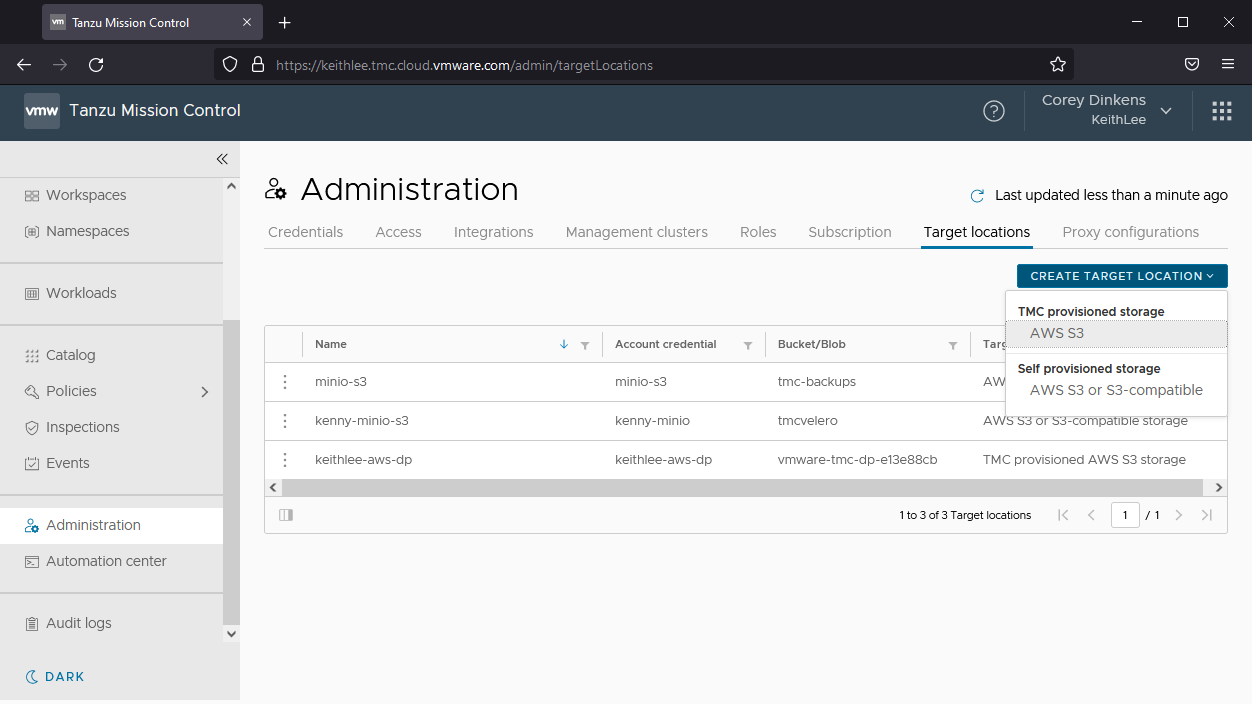 vm Tanzu Mission Control
https://keithlee.tmc.cloud.vmware.com/admin/targetLocations
vmw Tanzu Mission Control
Corey Dinkens
KeithLee
Workspaces
Namespaces
Workloads
Catalog
Policies
Inspections
Events
Administration
Automation center
Audit logs
DARK
Administration
Last updated less than a minute ago
Credentials Access Integrations Management clusters Roles Subscription Target locations Proxy configurations
CREATE TARGET LOCATION
TMC provisioned storage
AWS S3
Self provisioned storage
AWS S3 or S3-compatible
Name Account credential Bucket/Blob Targ
minio-s3 minio-s3 tmc-backups AW
kenny-minio-s3 kenny-minio tmcvelero AWS S3 or S3-compatible storage
keithlee-aws-dp keithlee-aws-dp vmware-tmc-dp-e13e88cb TMC provisioned AWS S3 storage
1 to 3 of 3 Target locations 1 / 1